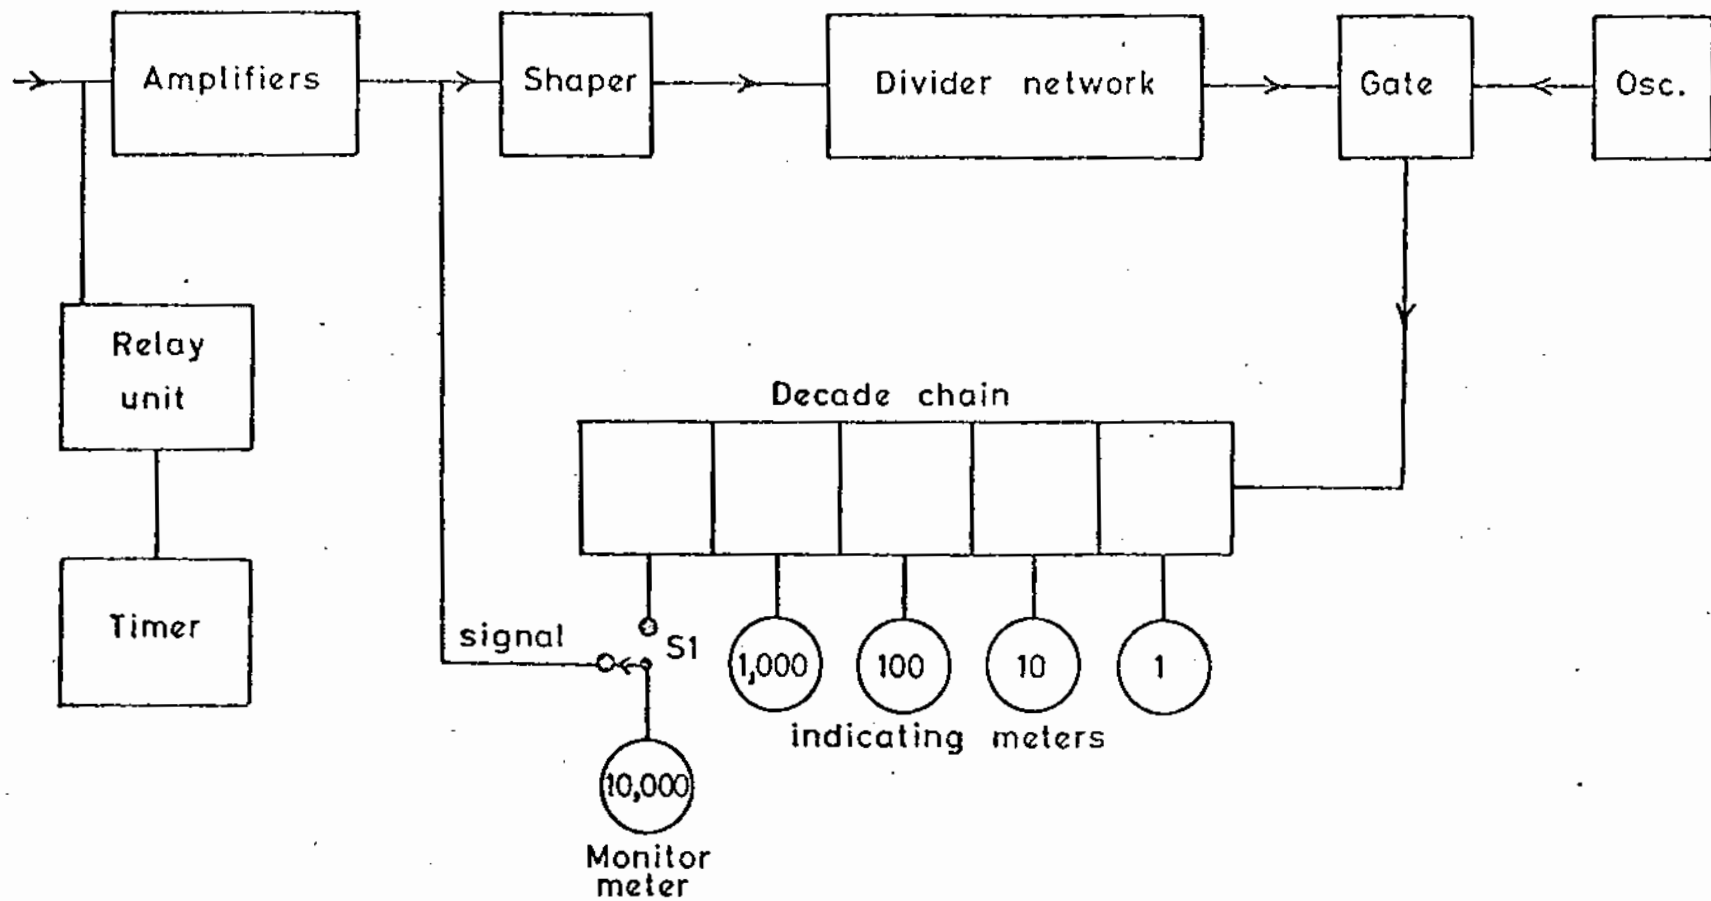 Amplifiers
Shaper
Divider network
Gate
Osc.
Relay
unit
Timer
Decade chain
signal
S1
1,000
100
10
1
indicating meters
10,000
Monitor
meter